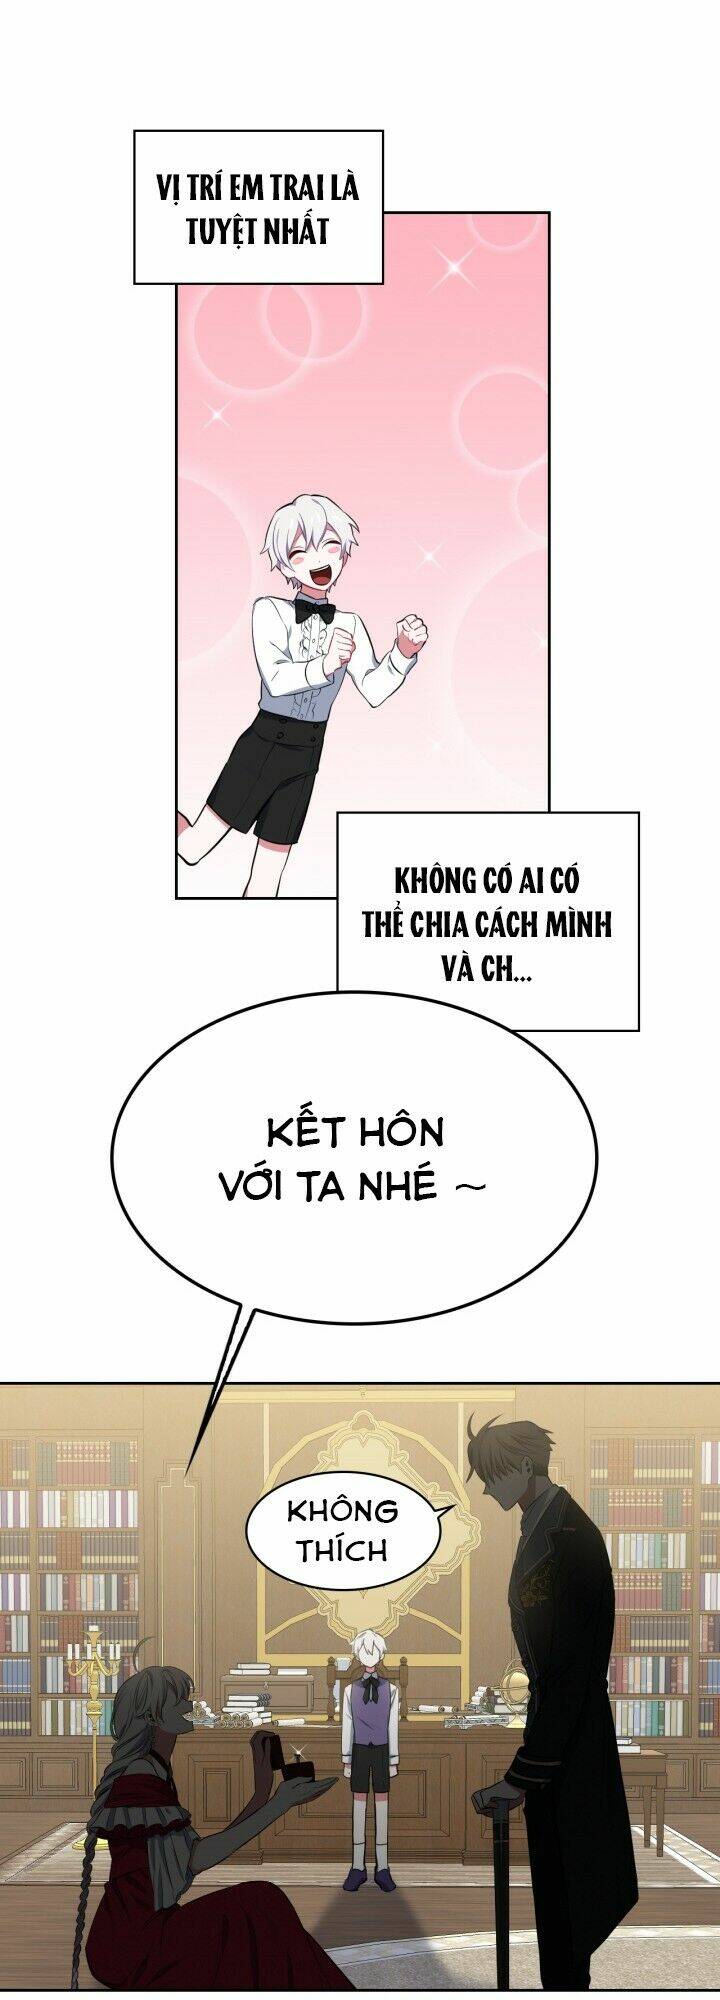 VỊ TRÍ EM TRAI LÀ
TUYỆT NHẤT
KHÔNG CÓ AI CÓ
THỂ CHIA CÁCH MÌNH
VÀ CH...
KẾT HÔN
VỚI TA NHÉ ~
KHÔNG
THÍCH